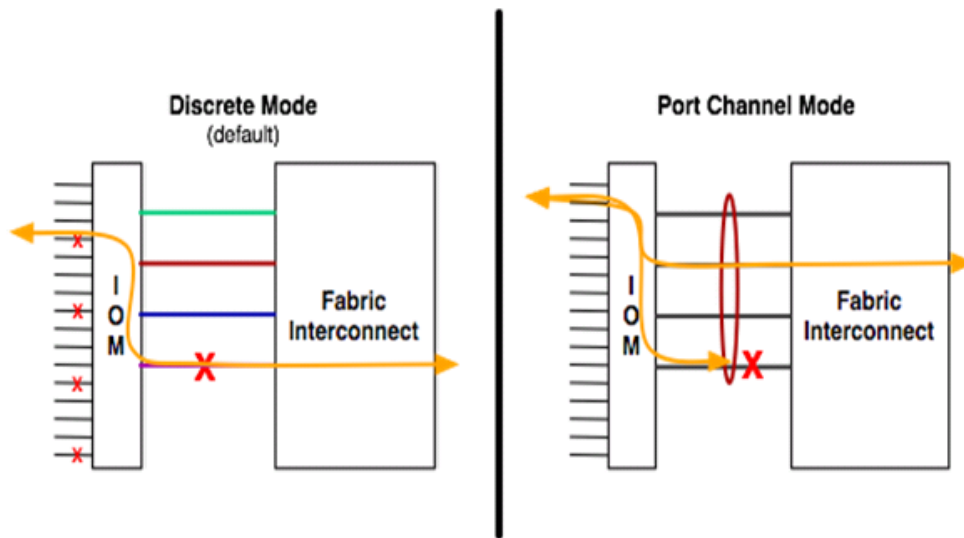 Discrete Mode
(default)
I
O
M
Fabric
Interconnect
X
x
x
x
x
Port Channel Mode
I
O
M
Fabric
Interconnect
X